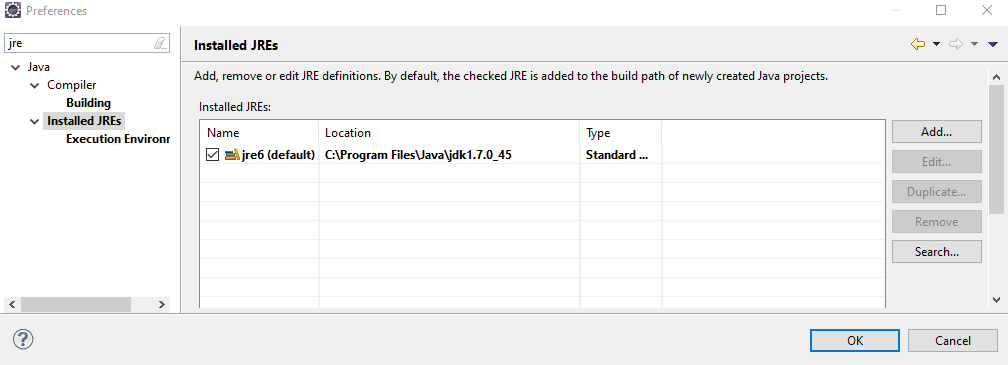 Preferences
jre
Java
Compiler
Building
Installed JREs
Execution Environ
Installed JREs
Add, remove or edit JRE definitions. By default, the checked JRE is added to the build path of newly created Java projects.
Installed JREs:
Name Location Type
jre6 (default) C:\Program Files\Java\jdk1.7.0_45 Standard ...
Add...
Edit...
Duplicate...
Remove
Search...
?
OK Cancel